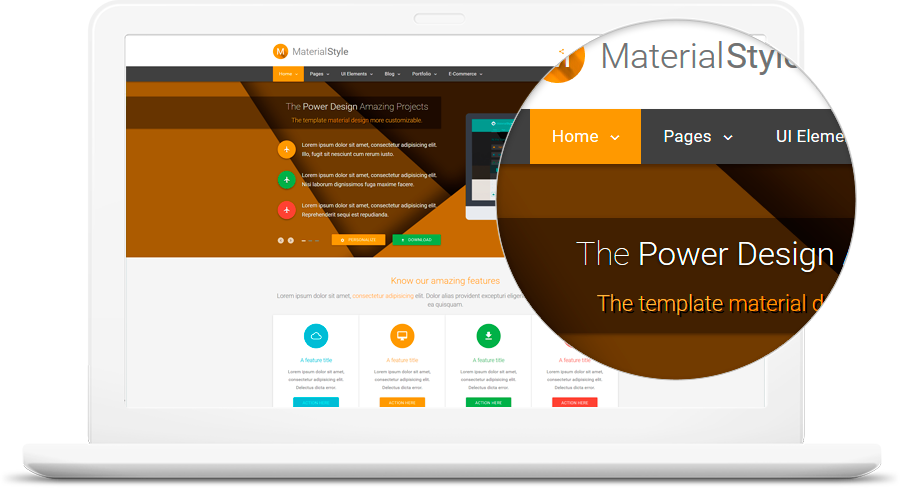 M MaterialStyle
Home Pages UI Elements Blog Portfolio E-Commerce
The Power Design Amazing Projects
The template material design more customizable.
Lorem ipsum dolor sit amet, consectetur adipisicing elit.
Illo, fugit sit nesciunt cum rerum iusto.
Lorem ipsum dolor sit amet, consectetur adipisicing elit.
Nisi laborum dignissimos fuga maxime facere.
Lorem ipsum dolor sit amet, consectetur adipisicing elit.
Reprehenderit sequi est repudianda.
PERSONALIZE DOWNLOAD
Know our amazing features
Lorem ipsum dolor sit amet, consectetur adipisicing elit. Dolor alias provident excepturi eligen
ea quisquam.
A feature title
Lorem ipsum dolor sit amet,
consectetur adipisicing elit.
Delectus dicta error.
ACTION HERE
A feature title
Lorem ipsum dolor sit amet,
consectetur adipisicing elit.
Delectus dicta error.
ACTION HERE
A feature title
Lorem ipsum dolor sit amet,
consectetur adipisicing elit.
Delectus dicta error.
ACTION HERE
Lorem ipsum dolor sit amet,
consectetur adipisicing elit.
Delectus dicta error.
ACTION HERE
MaterialStyle
Home Pages UI Eleme
The Power Design
The template material d